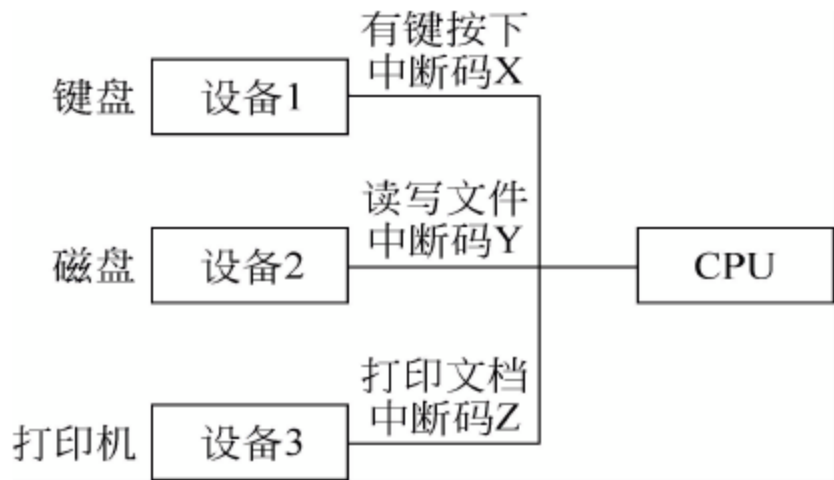 有键按下
中断码X
键盘
设备1
读写文件
中断码Y
磁盘
设备2
CPU
打印文档
中断码Z
打印机
设备3